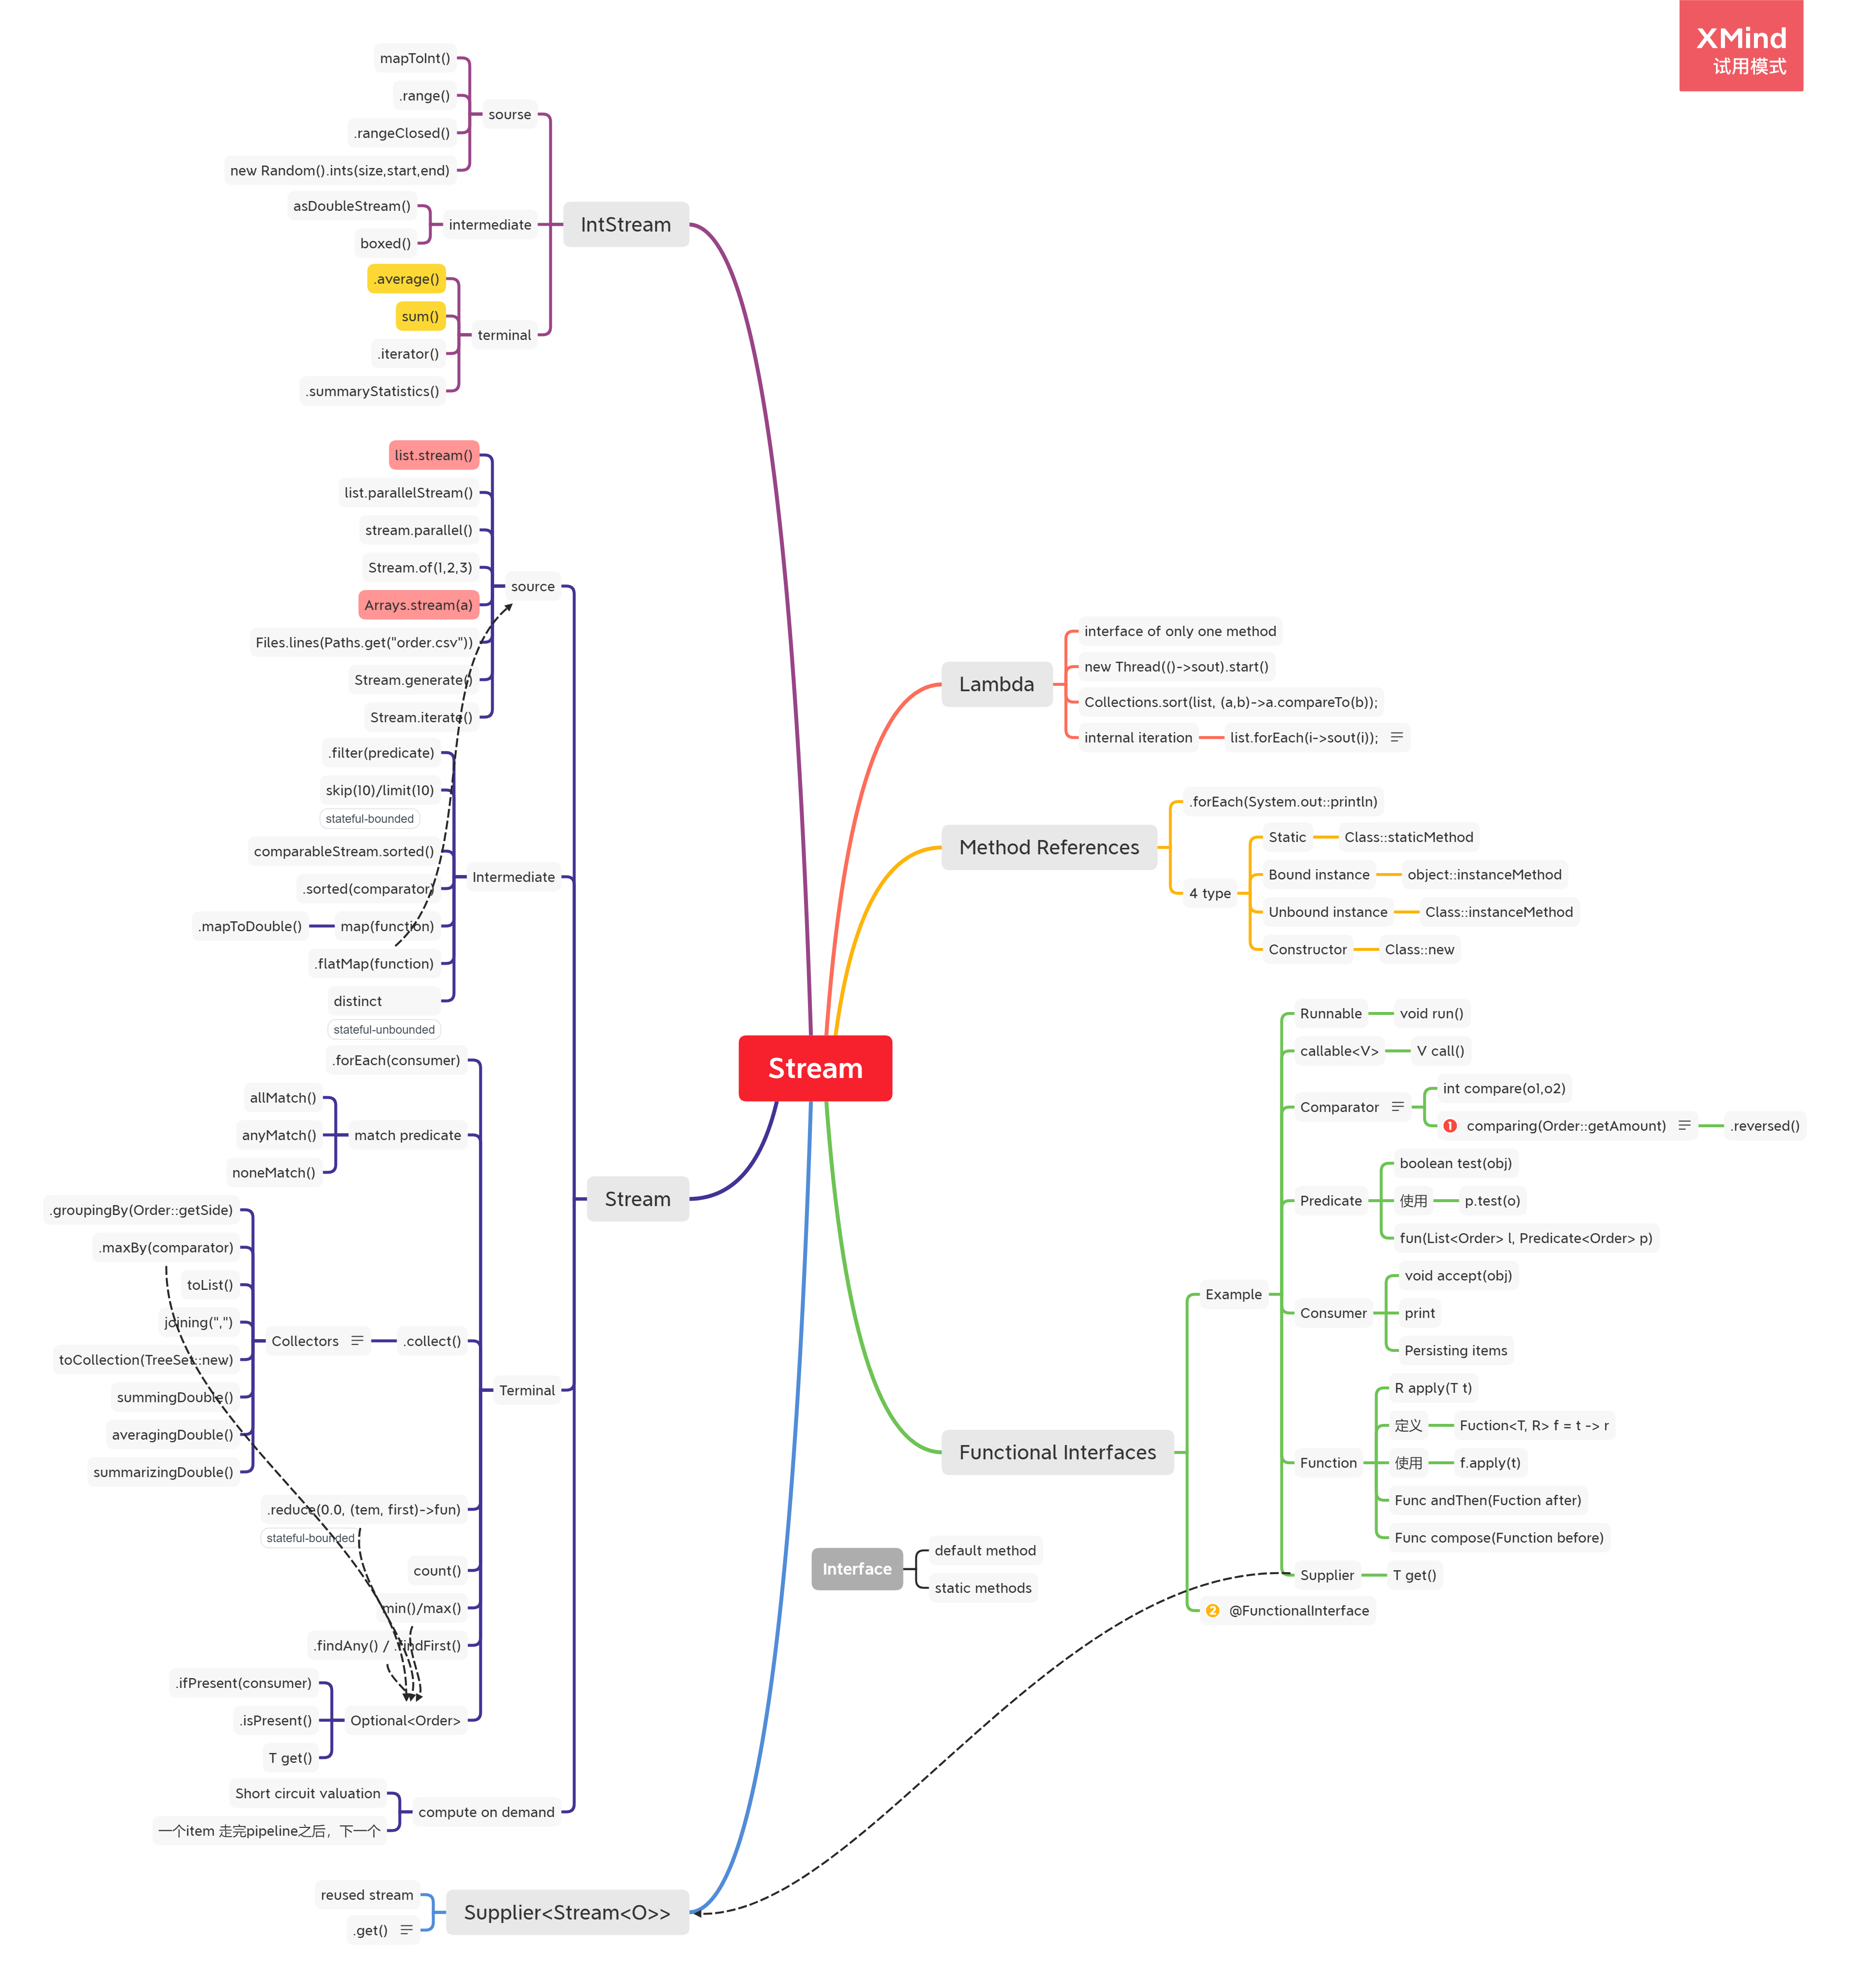 XMind
试用模式
mapToInt()
.range()
.rangeClosed()
new Random().ints(size,start,end)
sourse
asDoubleStream()
boxed()
intermediate
.average()
sum()
.iterator()
.summaryStatistics()
terminal
IntStream
list.stream()
list.parallelStream()
stream.parallel()
Stream.of(1,2,3)
Arrays.stream(a)
Files.lines(Paths.get("order.csv"))
Stream.generate()
Stream.iterate()
source
.filter(predicate)
skip(10)/limit(10)
stateful-bounded
comparableStream.sorted()
.sorted(comparator)
.mapToDouble()
map(function)
.flatMap(function)
distinct
stateful-unbounded
Intermediate
.forEach(consumer)
allMatch()
anyMatch()
noneMatch()
match predicate
.groupingBy(Order::getSide)
.maxBy(comparator)
toList()
joining(",")
toCollection(TreeSet::new)
summingDouble()
averagingDouble()
summarizingDouble()
Collectors
.collect()
.reduce(0.0, (tem, first)->fun)
stateful-bounded
count()
min()/max()
.findAny() / .findFirst()
.ifPresent(consumer)
.isPresent()
T get()
Optional<Order>
Terminal
Short circuit valuation
一个item 走完pipeline之后，下一个
compute on demand
Stream
reused stream
.get()
Supplier<Stream<O>>
Stream
Lambda
interface of only one method
new Thread(()->sout).start()
Collections.sort(list, (a,b)->a.compareTo(b));
internal iteration
list.forEach(i->sout(i));
Method References
.forEach(System.out::println)
4 type
Static
Class::staticMethod
Bound instance
object::instanceMethod
Unbound instance
Class::instanceMethod
Constructor
Class::new
Functional Interfaces
Example
Runnable
void run()
callable<V>
V call()
Comparator
int compare(o1,o2)
1 comparing(Order::getAmount)
.reversed()
Predicate
boolean test(obj)
使用
p.test(o)
fun(List<Order> l, Predicate<Order> p)
Consumer
void accept(obj)
print
Persisting items
Function
R apply(T t)
定义
Fuction<T, R> f = t -> r
使用
f.apply(t)
Func andThen(Fuction after)
Func compose(Function before)
Supplier
T get()
2 @FunctionalInterface
Interface
default method
static methods